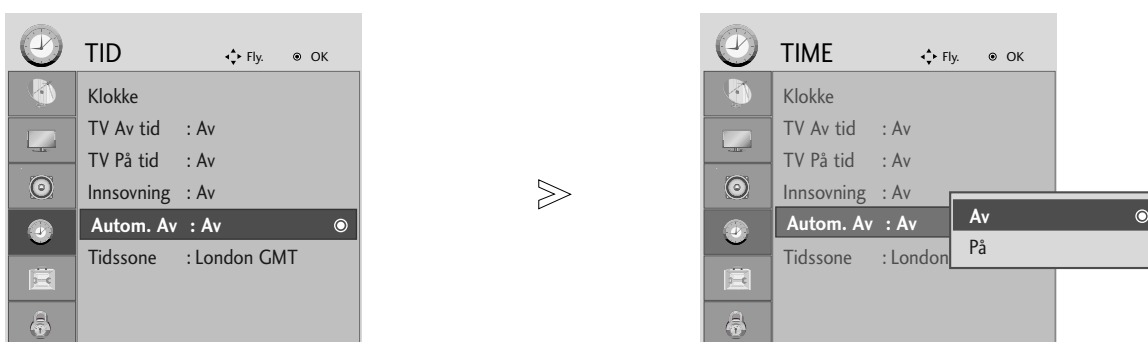 TID Fly. OK
Klokke
TV Av tid : Av
TV På tid : Av
Innsovning : Av
Autom. Av : Av
Tidssone : London GMT
TIME Fly. OK
Klokke
TV Av tid : Av
TV På tid : Av
Innsovning : Av
Autom. Av : Av
Tidssone : London
Av
På